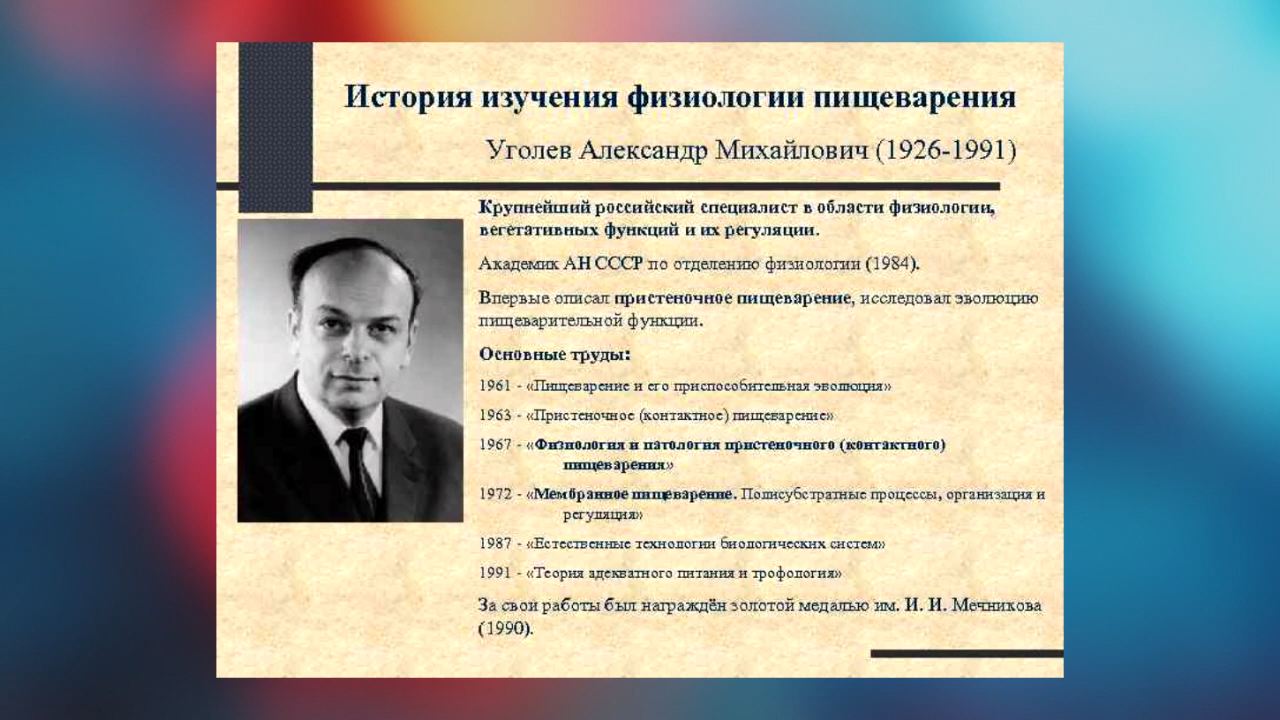 История изучения физиологии пищеварения
Уголев Александр Михайлович (1926-1991)
Крупнейший российский специалист в области физиологии,
вегетативных функций и их регуляции.
Академик АН СССР по отделению физиологии (1984).
Впервые описал пристеночное пищеварение, исследовал эволюцию
пищеварительной функции.
Основные труды:
1961 - «Пищеварение и его приспособительная эволюция»
1963 - «Пристеночное (контактное) пищеварение»
1967 - «Физиология и патология пристеночного (контактного)
пищеварения»
1972 - «Мембранное пищеварение. Полисубстратные процессы, организация и
регуляция»
1987 - «Естественные технологии биологических систем»
1991 - «Теория адекватного питания и трофология»
За свои работы был награждён золотой медалью им. И. И. Мечникова
(1990).